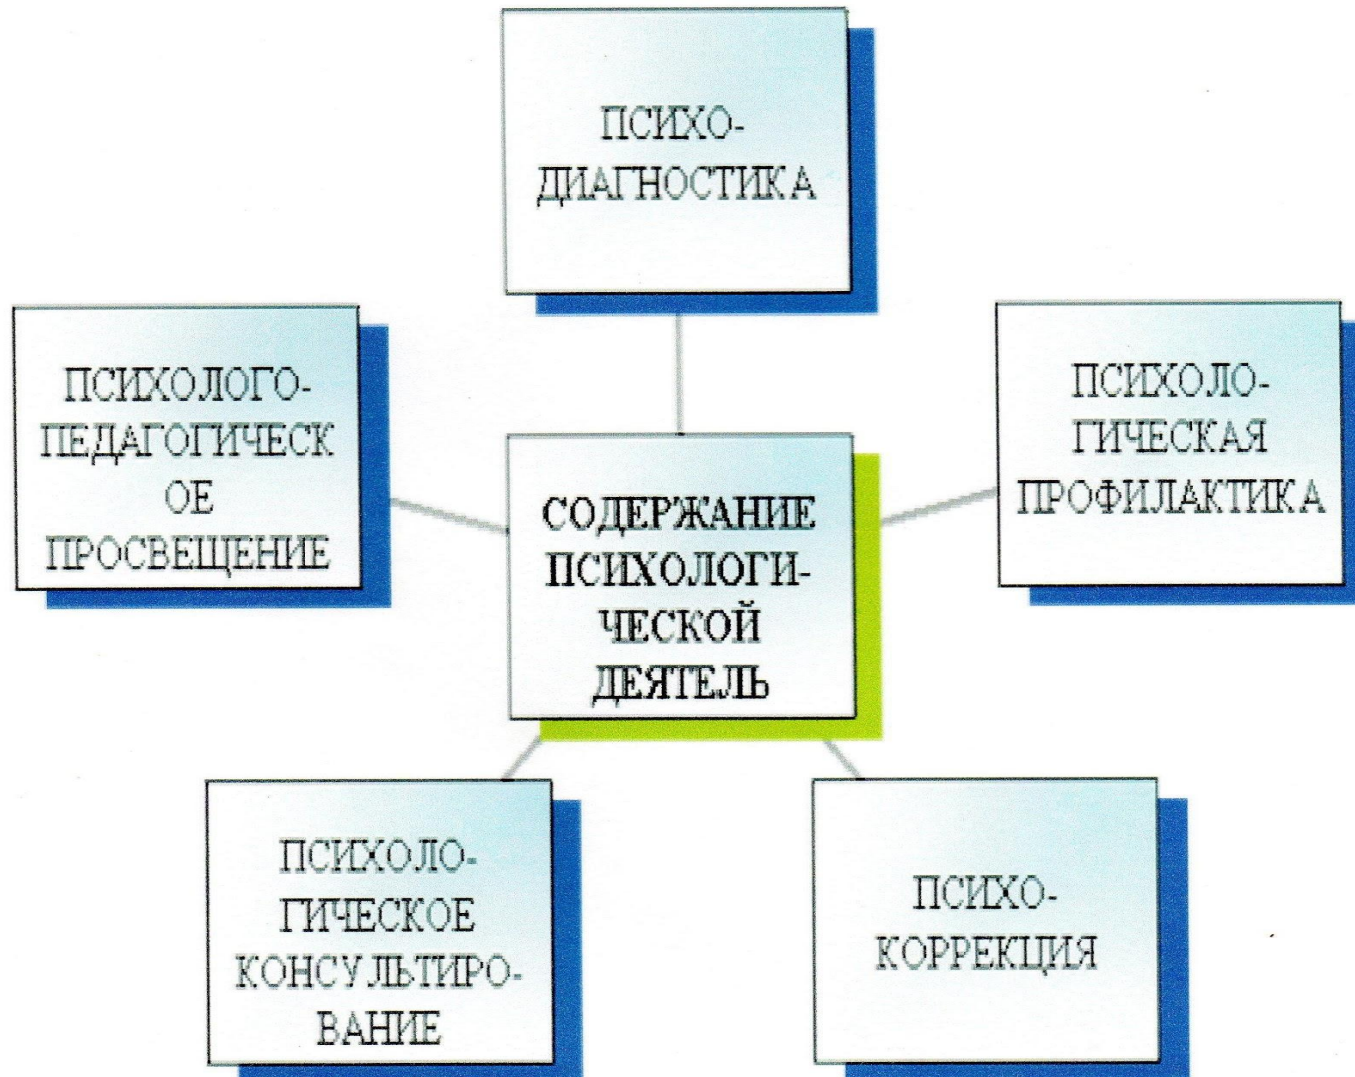 ПСИХО-
ДИАГНОСТИКА
ПСИХОЛОГО-
ПЕДАГОГИЧЕСК
ОЕ
ПРОСВЕЩЕНИЕ
ПСИХОЛО-
ГИЧЕСКАЯ
ПРОФИЛАКТИКА
СОДЕРЖАНИЕ
ПСИХОЛОГИ-
ЧЕСКОЙ
ДЕЯТЕЛЬ
ПСИХОЛО-
ГИЧЕСКОЕ
КОНСУЛЬТИРО-
ВАНИЕ
ПСИХО-
КОРРЕКЦИЯ